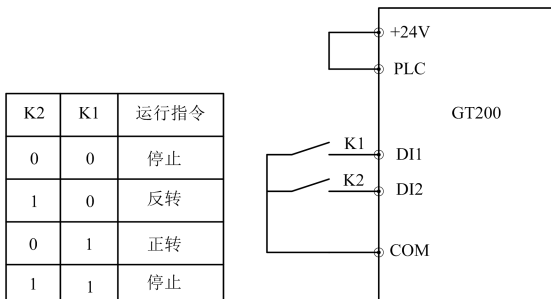 K2 K1 运行指令
0 0 停止
1 0 反转
0 1 正转
1 1 停止
+24V
PLC
GT200
K1 DI1
K2 DI2
COM